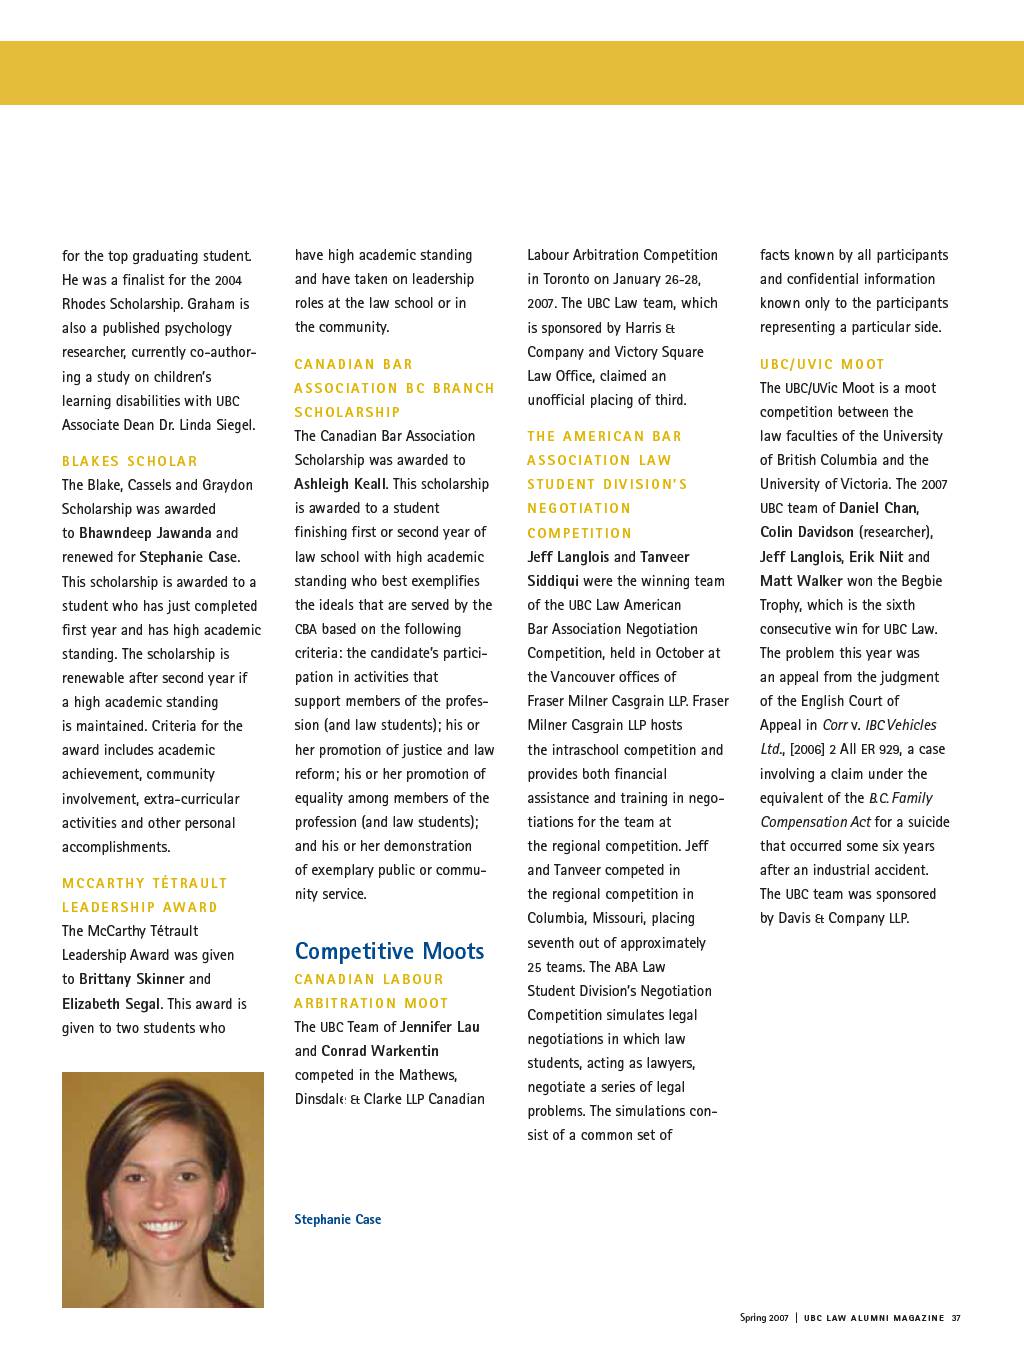 for the top graduating student.
He was a finalist for the 2004
Rhodes Scholarship. Graham is
also a published psychology
researcher, currently co-author-
ing a study on children's
learning disabilities with UBC
Associate Dean Dr. Linda Siegel.
BLAKES SCHOLAR
The Blake, Cassels and Graydon
Scholarship was awarded
to Bhawndeep Jawanda and
renewed for Stephanie Case.
This scholarship is awarded to a
student who has just completed
first year and has high academic
standing. The scholarship is
renewable after second year if
a high academic standing
is maintained. Criteria for the
award includes academic
achievement, community
involvement, extra-curricular
activities and other personal
accomplishments.
MCCARTHY TÉTRAULT
LEADERSHIP AWARD
The McCarthy Tétrault
Leadership Award was given
to Brittany Skinner and
Elizabeth Segal. This award is
given to two students who
have high academic standing
and have taken on leadership
roles at the law school or in
the community.
CANADIAN BAR
ASSOCIATION BC BRANCH
SCHOLARSHIP
The Canadian Bar Association
Scholarship was awarded to
Ashleigh Keall. This scholarship
is awarded to a student
finishing first or second year of
law school with high academic
standing who best exemplifies
the ideals that are served by the
CBA based on the following
criteria: the candidate's partici-
pation in activities that
support members of the profes-
sion (and law students); his or
her promotion of justice and law
reform; his or her promotion of
equality among members of the
profession (and law students);
and his or her demonstration
of exemplary public or commu-
nity service.
Competitive Moots
CANADIAN LABOUR
ARBITRATION MOOT
The UBC Team of Jennifer Lau
and Conrad Warkentin
competed in the Mathews,
Dinsdale & Clarke LLP Canadian
Stephanie Case
Labour Arbitration Competition
in Toronto on January 26-28,
2007. The UBC Law team, which
is sponsored by Harris &
Company and Victory Square
Law Office, claimed an
unofficial placing of third.
THE AMERICAN BAR
ASSOCIATION LAW
STUDENT DIVISION'S
NEGOTIATION
COMPETITION
Jeff Langlois and Tanveer
Siddiqui were the winning team
of the UBC Law American
Bar Association Negotiation
Competition, held in October at
the Vancouver offices of
Fraser Milner Casgrain LLP. Fraser
Milner Casgrain LLP hosts
the intraschool competition and
provides both financial
assistance and training in nego-
tiations for the team at
the regional competition. Jeff
and Tanveer competed in
the regional competition in
Columbia, Missouri, placing
seventh out of approximately
25 teams. The ABA Law
Student Division's Negotiation
Competition simulates legal
negotiations in which law
students, acting as lawyers,
negotiate a series of legal
problems. The simulations con-
sist of a common set of
facts known by all participants
and confidential information
known only to the participants
representing a particular side.
UBC/UVIC MOOT
The UBC/UVic Moot is a moot
competition between the
law faculties of the University
of British Columbia and the
University of Victoria. The 2007
UBC team of Daniel Chan,
Colin Davidson (researcher),
Jeff Langlois, Erik Niit and
Matt Walker won the Begbie
Trophy, which is the sixth
consecutive win for UBC Law.
The problem this year was
an appeal from the judgment
of the English Court of
Appeal in Corr v. IBC Vehicles
Ltd., [2006] 2 All ER 929, a case
involving a claim under the
equivalent of the B.C. Family
Compensation Act for a suicide
that occurred some six years
after an industrial accident.
The UBC team was sponsored
by Davis & Company LLP.
Spring 2007 | UBC LAW ALUMNI MAGAZINE 37